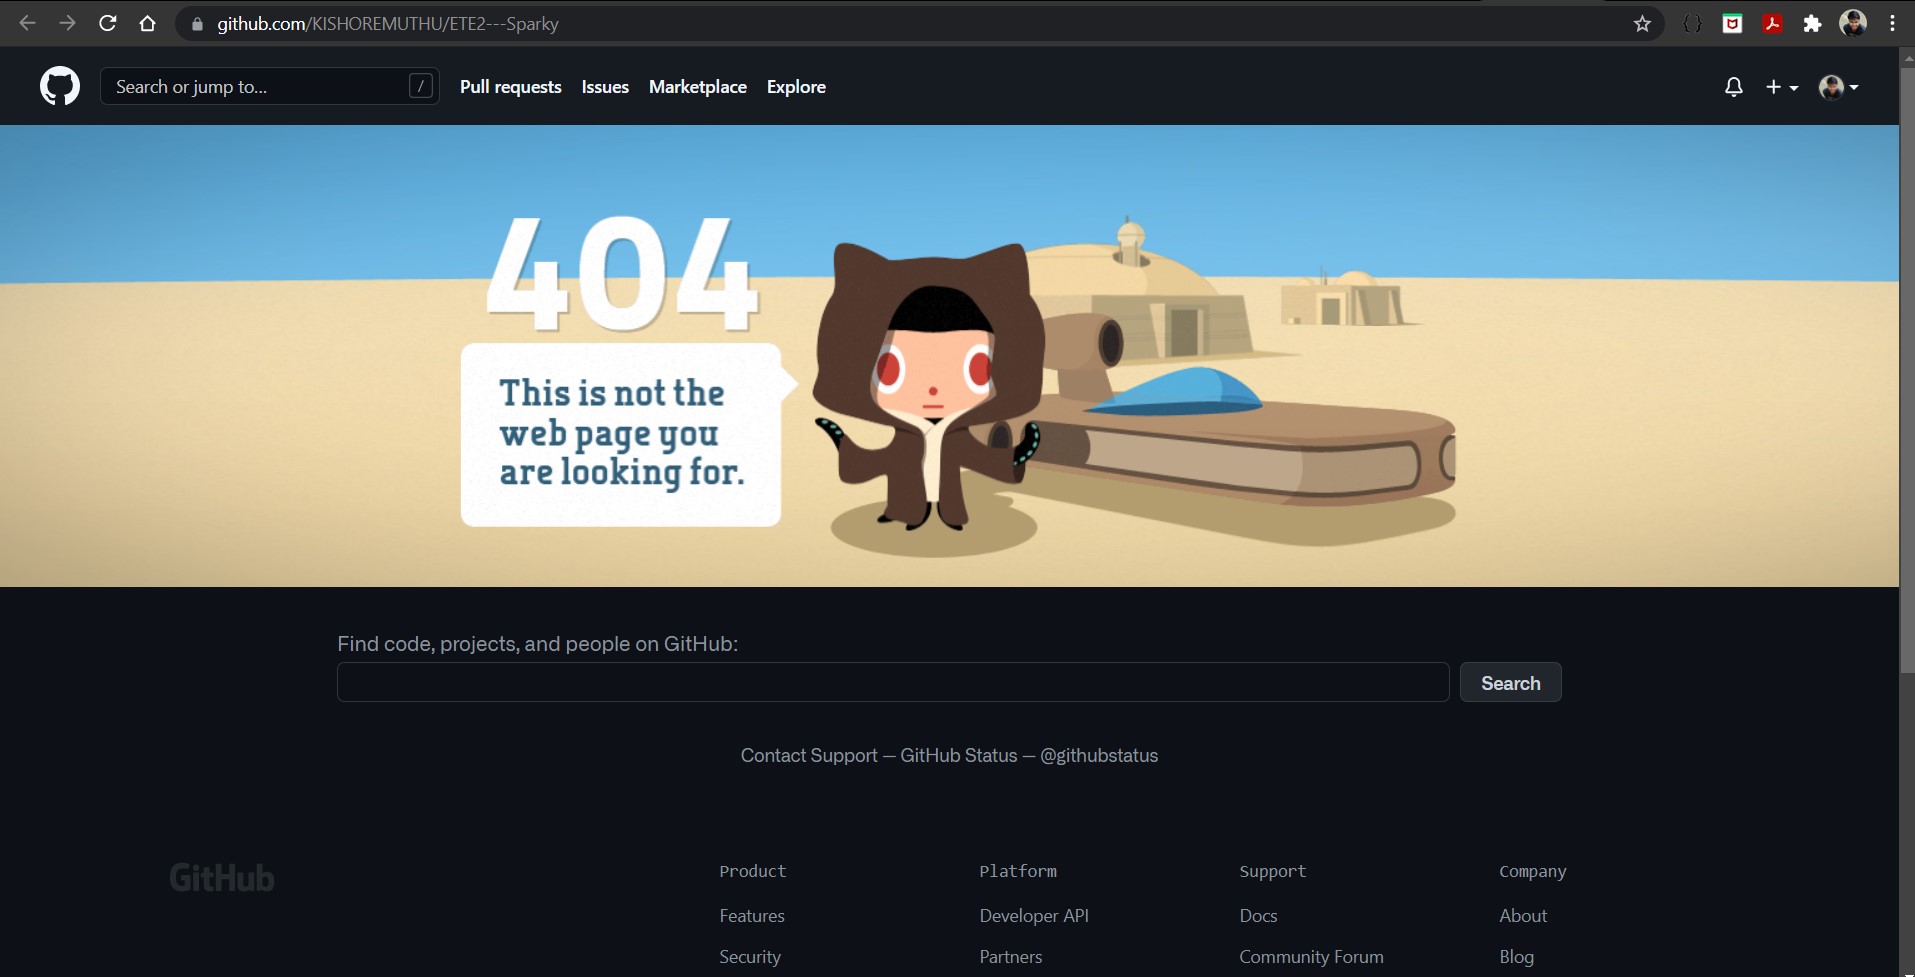 github.com/KISHOREMUTHU/ETE2---Sparky
Search or jump to... /
Pull requests
Issues
Marketplace
Explore
404
This is not the
web page you
are looking for.
Find code, projects, and people on GitHub:
Search
Contact Support — GitHub Status — @githubstatus
GitHub
Product
Features
Security
Platform
Developer API
Partners
Support
Docs
Community Forum
Company
About
Blog